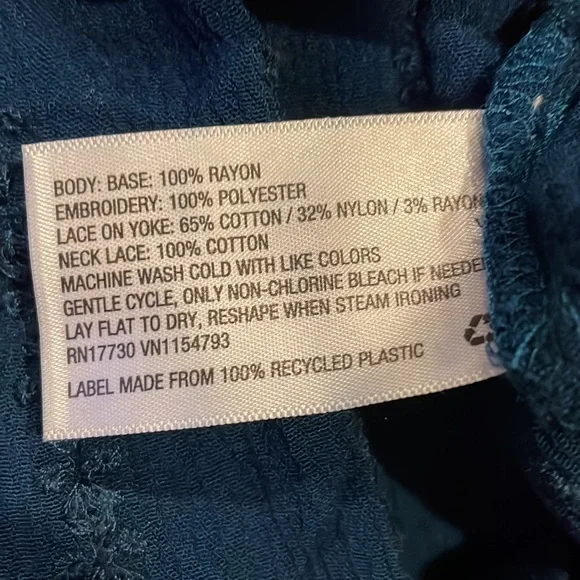 BODY: BASE: 100% RAYON
EMBROIDERY: 100% POLYESTER
LACE ON YOKE: 65% COTTON / 32% NYLON / 3% RAYON
NECK LACE: 100% COTTON
MACHINE WASH COLD WITH LIKE COLORS
GENTLE CYCLE, ONLY NON-CHLORINE BLEACH IF NEEDED
LAY FLAT TO DRY, RESHAPE WHEN STEAM IRONING
RN17730 VN1154793
LABEL MADE FROM 100% RECYCLED PLASTIC